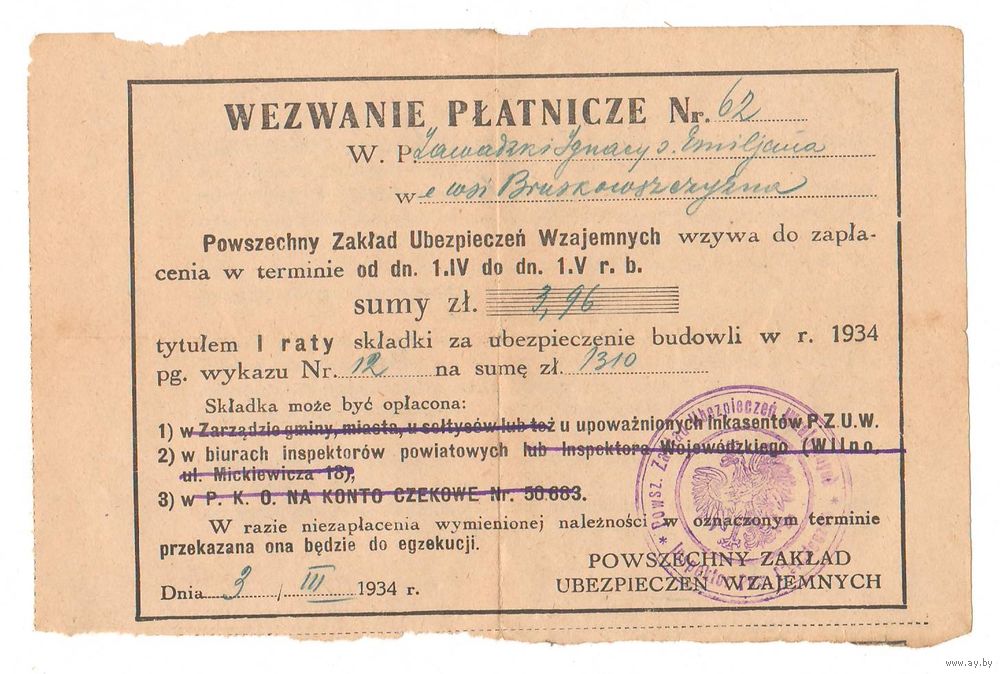 WEZWANIE PŁATNICZE Nr. 62
W. P. Zawadzki Ignacy s. Emiljana
w e wsi Bruskowszczyzna
Powszechny Zakład Ubezpieczeń Wzajemnych wzywa do zapła-
cenia w terminie od dn. 1.IV do dn. 1.V r. b.
sumy zł. 3,96
tytułem I raty składki za ubezpieczenie budowli w r. 1934
pg. wykazu Nr. 12 na sumę zł. 1310
Składka może być opłacona:
1) w Zarządzie gminy, miasta, u sołtysów lub też u upoważnionych inkasentów P.Z.U.W.
2) w biurach inspektorów powiatowych lub Inspektora Wojewódzkiego (Wilno,
ul. Mickiewicza 18),
3) w P. K. O. NA KONTO CZEKOWE Nr. 50.683.
W razie niezapłacenia wymienionej należności w oznaczonym terminie
przekazana ona będzie do egzekucji.
POWSZECHNY ZAKŁAD
UBEZPIECZEŃ WZAJEMNYCH
Dnia 3 / III 1934 r.
* POWSZ. Zakład Ubezpieczeń Wzajemnych *
www.ay.by